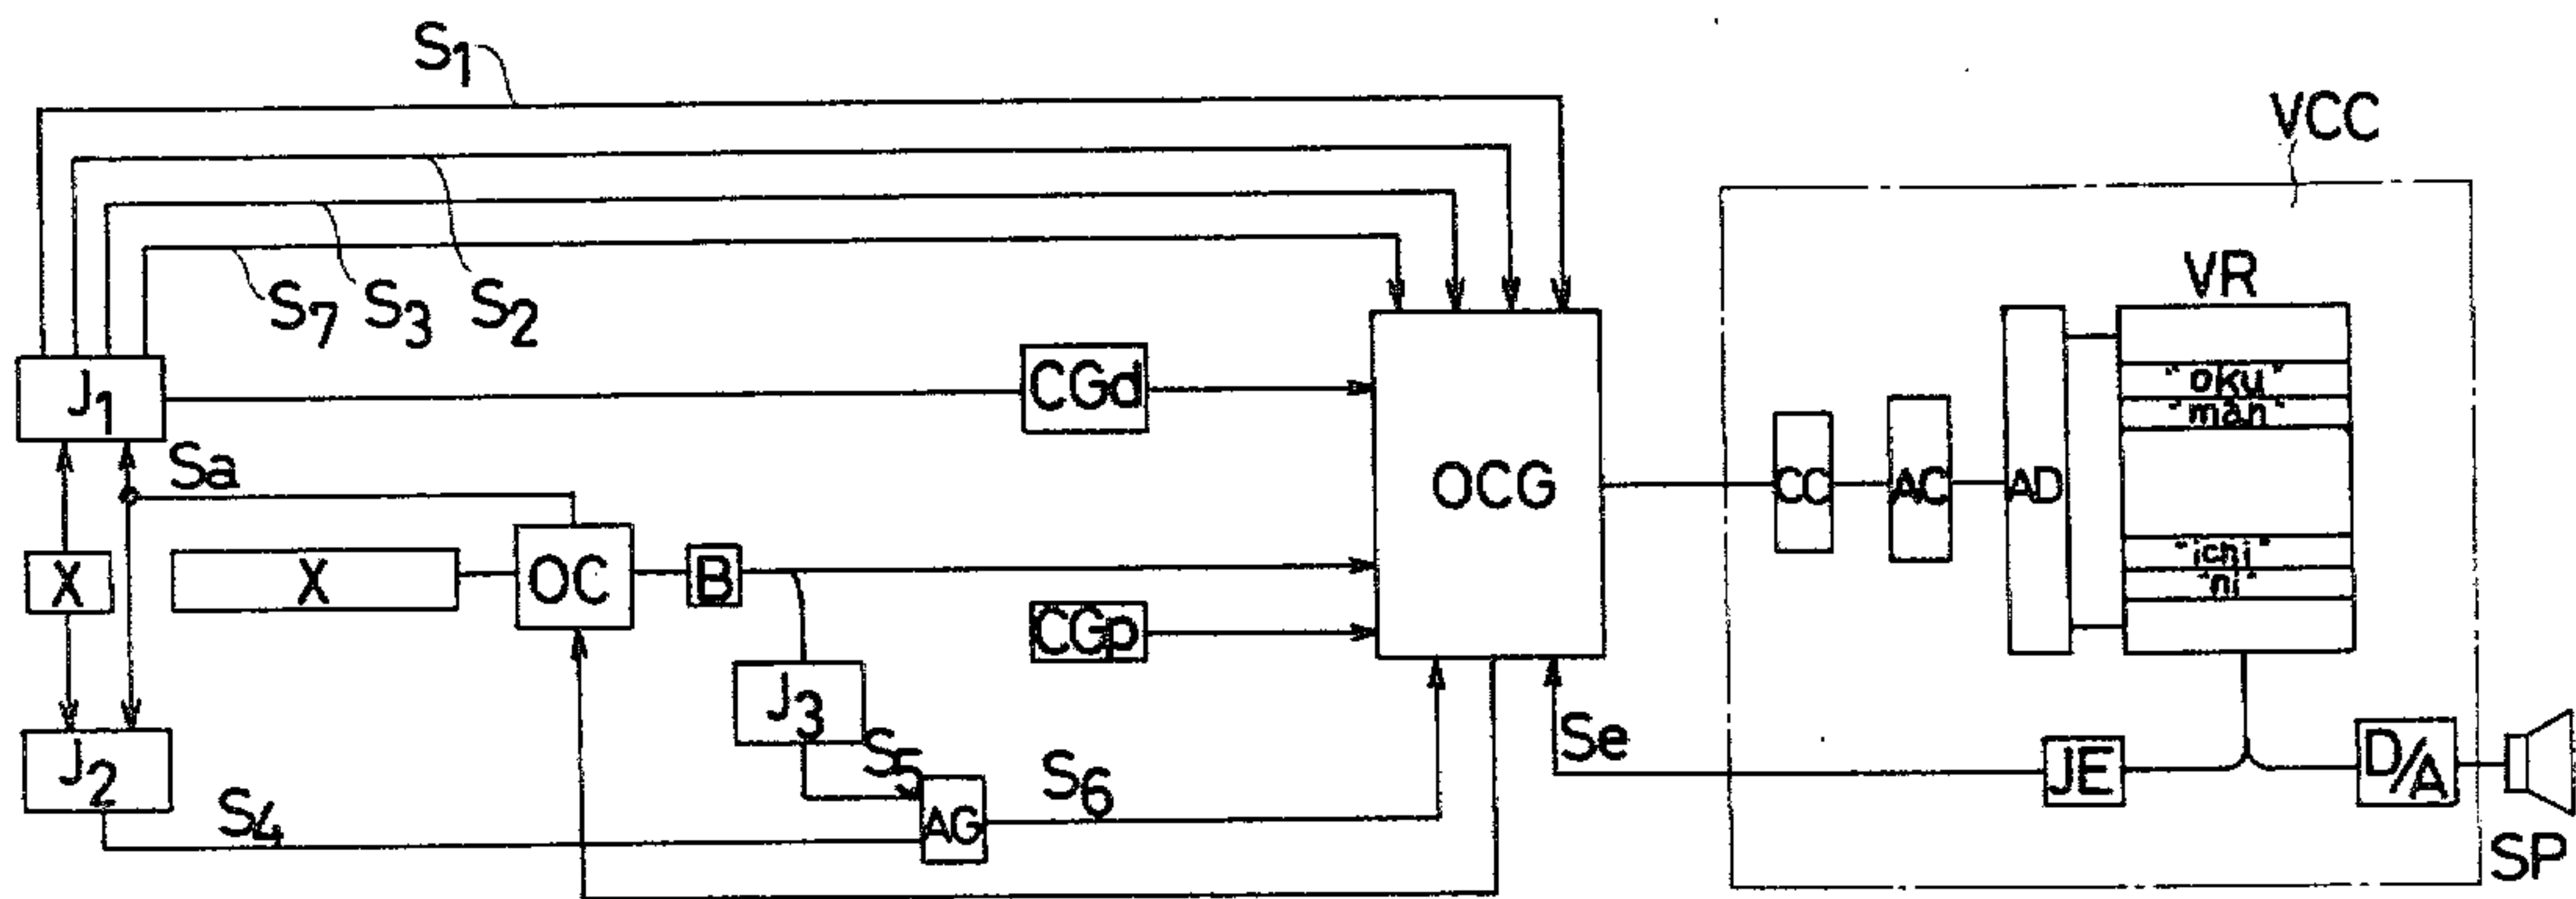 S1
VCC
VR
S7 S3 S2
"oku"
"man"
J1
CGd
Sa
OCG
CC
AC
AD
"ichi"
"ni"
X
X
OC
B
CGp
J3
S5
Se
J2
S4
AG
S6
JE
D/A
SP